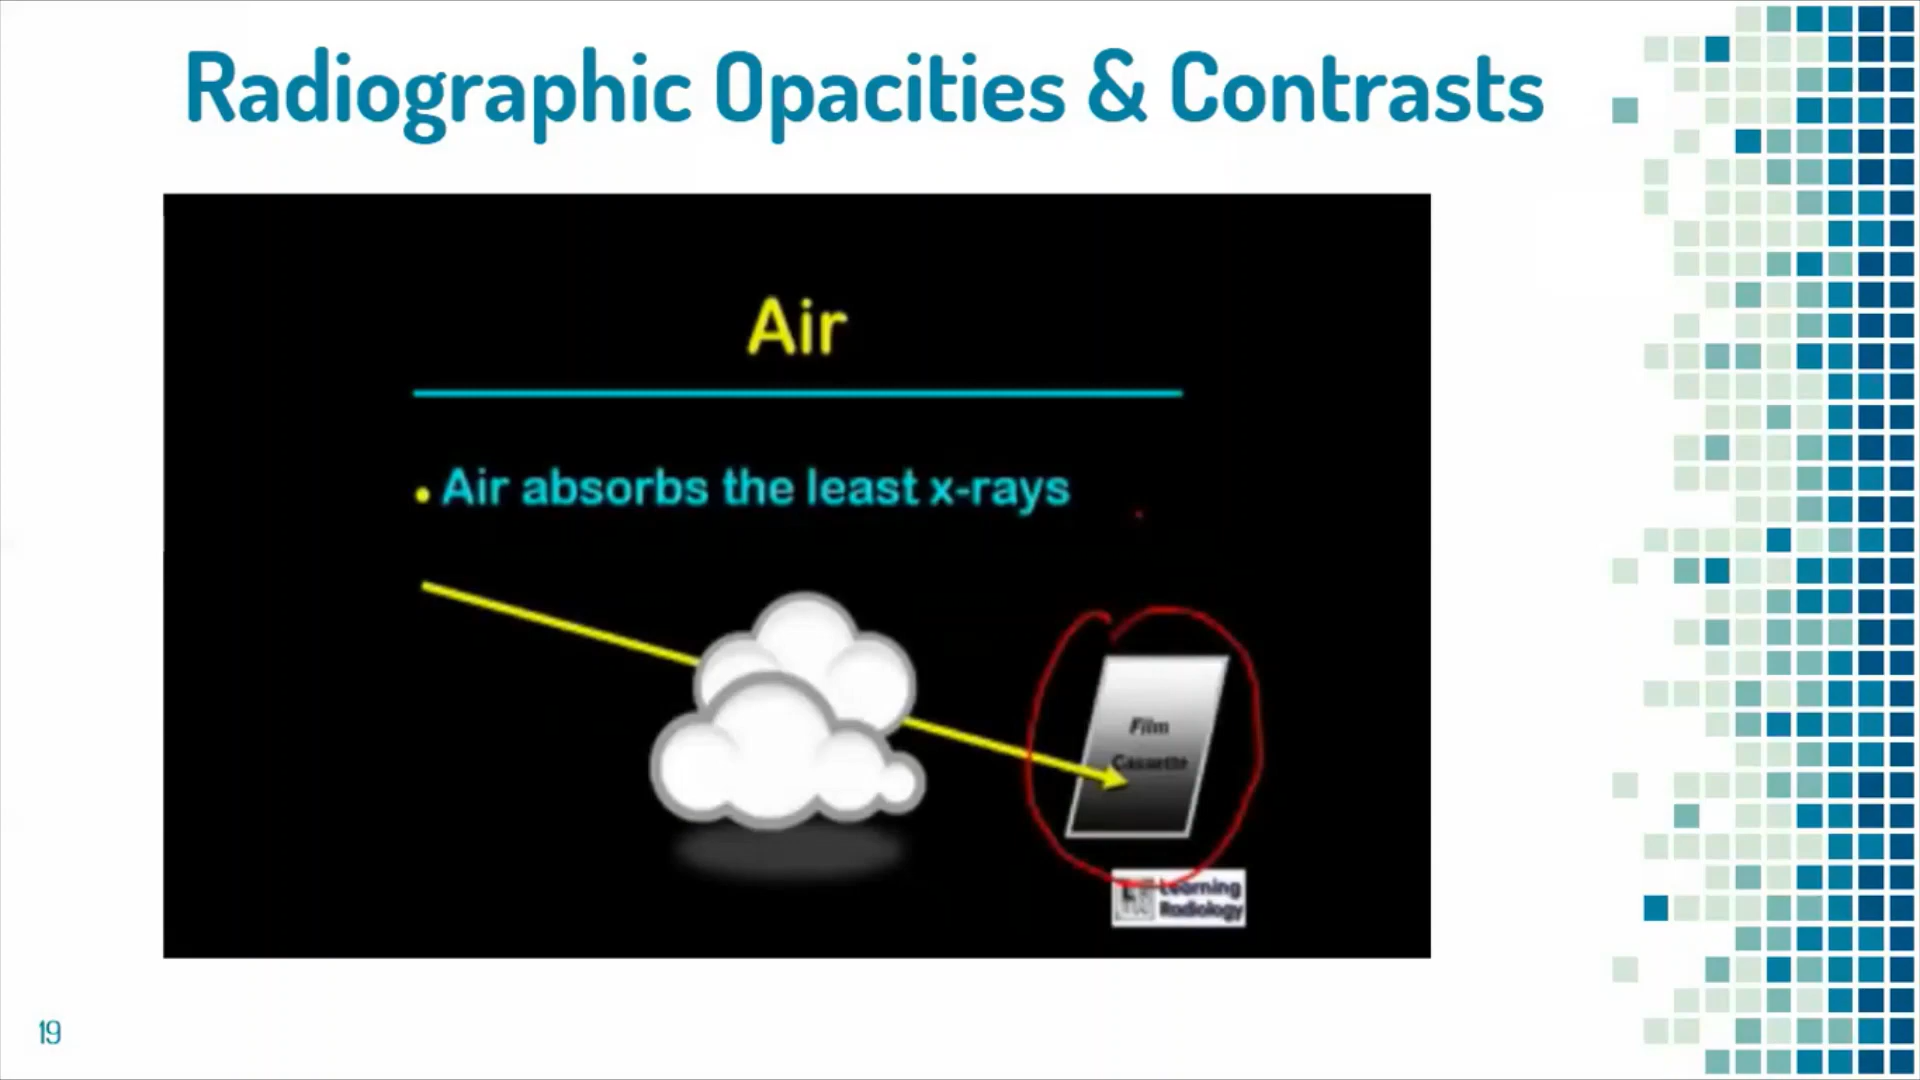 Radiographic Opacities & Contrasts
Air
• Air absorbs the least x-rays
Film
Cassette
Learning
Radiology
19